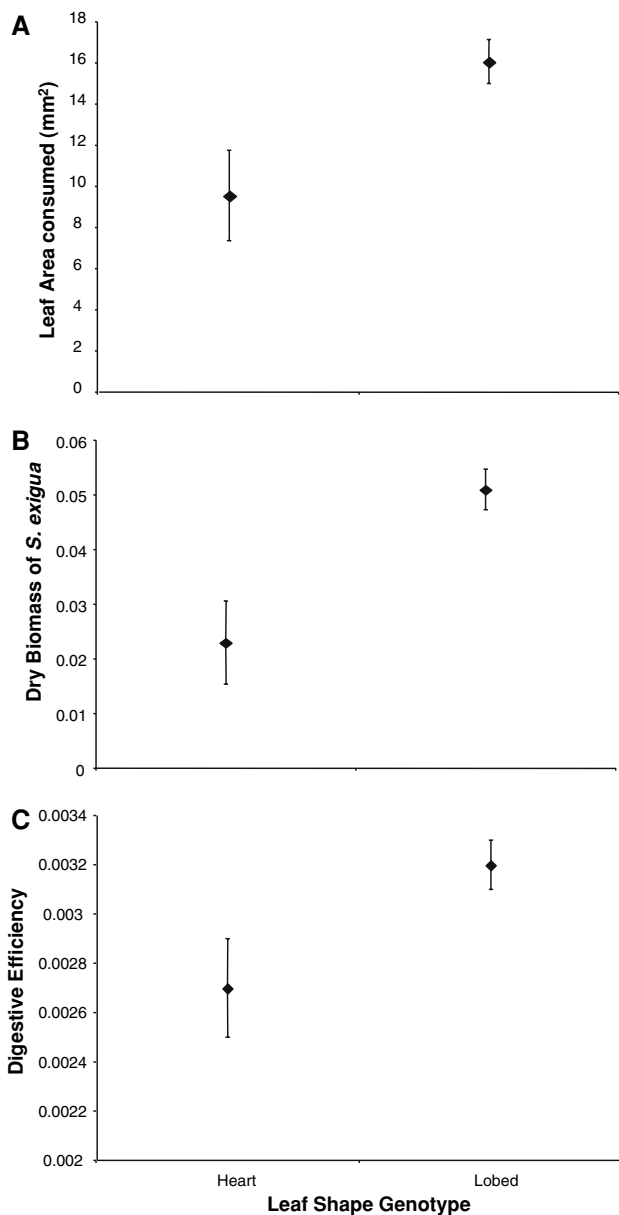 A
Leaf Area consumed (mm²)
18
16
14
12
10
8
6
4
2
0
B
Dry Biomass of S. exigua
0.06
0.05
0.04
0.03
0.02
0.01
0
C
Digestive Efficiency
0.0034
0.0032
0.003
0.0028
0.0026
0.0024
0.0022
0.002
Heart
Lobed
Leaf Shape Genotype